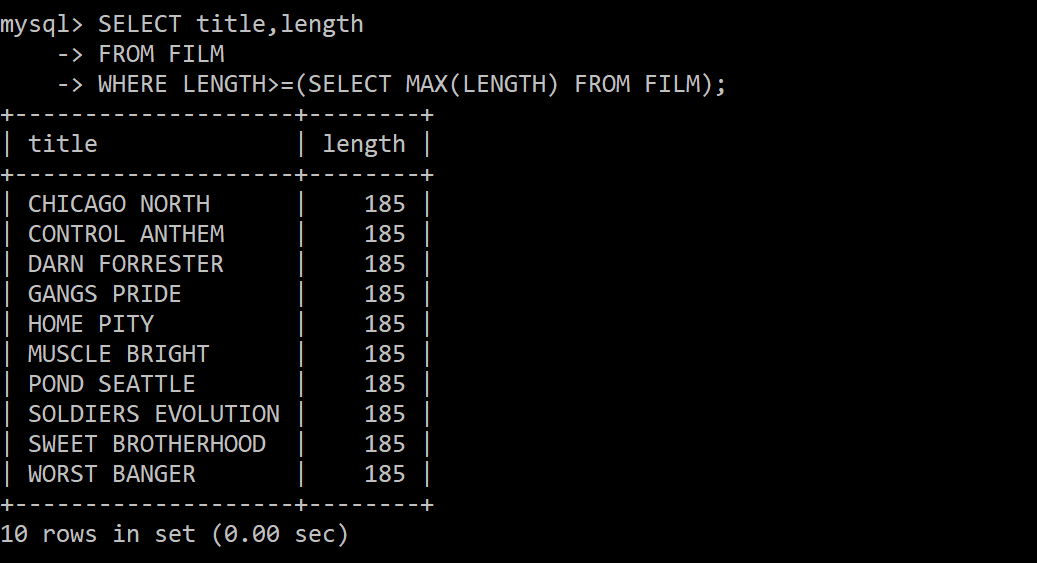 mysql> SELECT title,length
    -> FROM FILM
    -> WHERE LENGTH>=(SELECT MAX(LENGTH) FROM FILM);
+--------------------+--------+
| title              | length |
+--------------------+--------+
| CHICAGO NORTH      |    185 |
| CONTROL ANTHEM     |    185 |
| DARN FORRESTER     |    185 |
| GANGS PRIDE        |    185 |
| HOME PITY          |    185 |
| MUSCLE BRIGHT      |    185 |
| POND SEATTLE       |    185 |
| SOLDIERS EVOLUTION |    185 |
| SWEET BROTHERHOOD  |    185 |
| WORST BANGER       |    185 |
+--------------------+--------+
10 rows in set (0.00 sec)